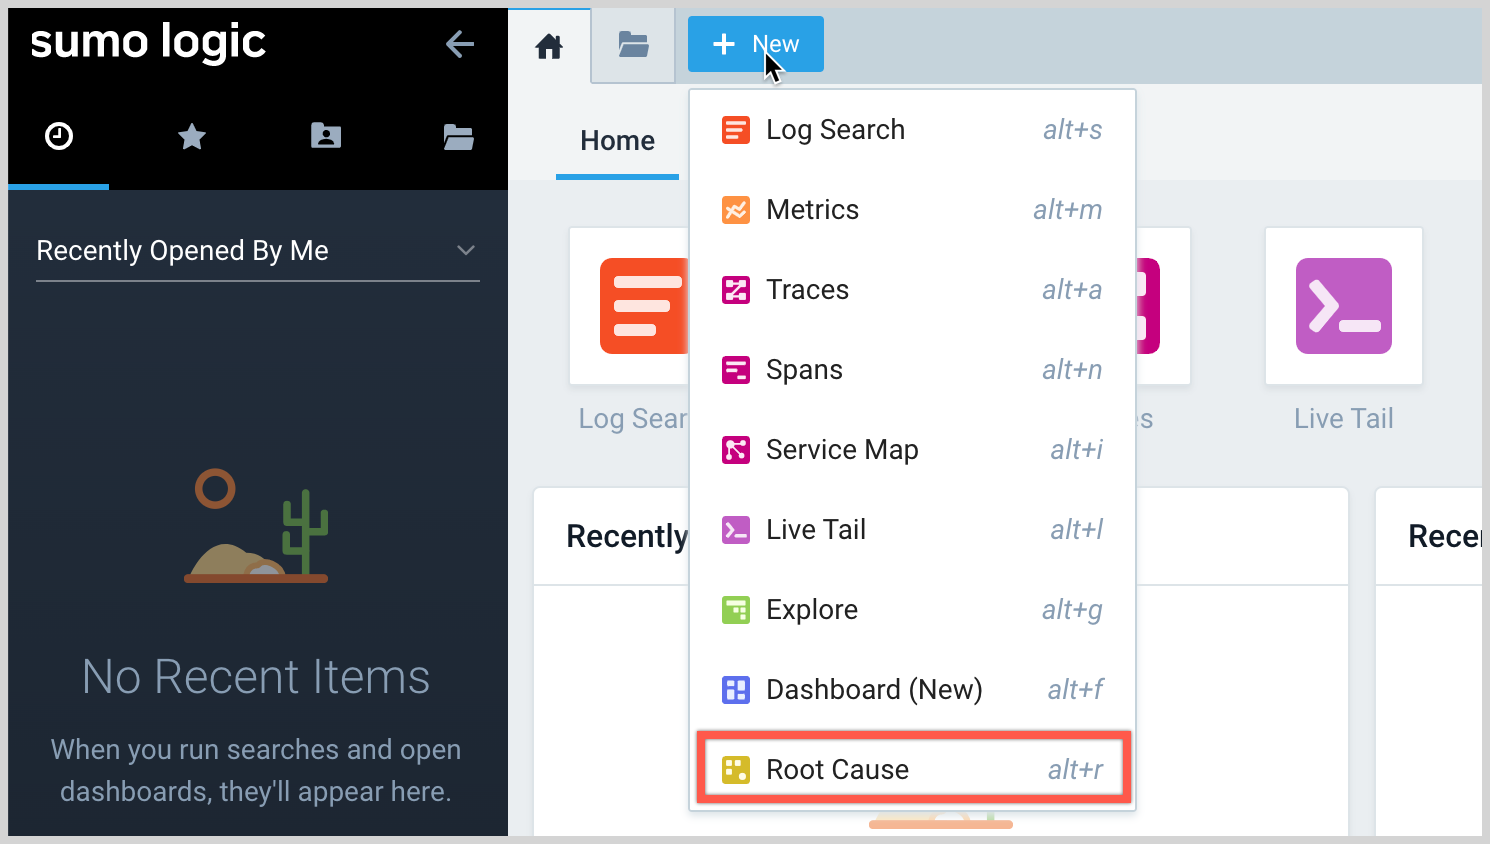 sumo logic
New
Home
Recently Opened By Me
Log Search alt+s
Metrics alt+m
Traces alt+a
Spans alt+n
Service Map alt+i
Live Tail alt+l
Explore alt+g
Dashboard (New) alt+f
Root Cause alt+r
Log Sear
es
Live Tail
Recently
Rece
No Recent Items
When you run searches and open
dashboards, they'll appear here.